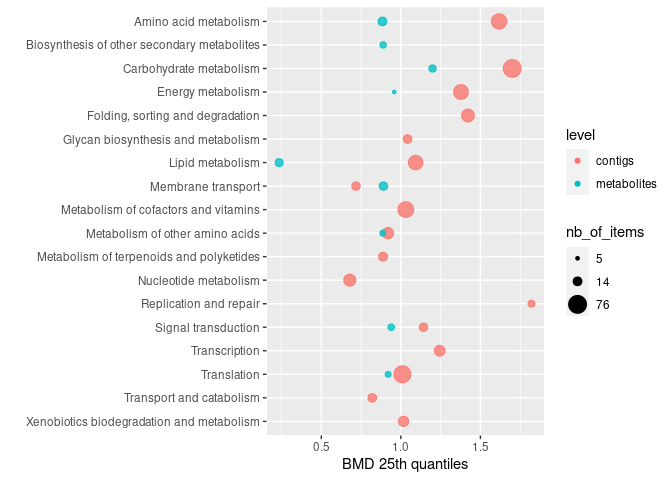 Amino acid metabolism
Biosynthesis of other secondary metabolites
Carbohydrate metabolism
Energy metabolism
Folding, sorting and degradation
Glycan biosynthesis and metabolism
Lipid metabolism
Membrane transport
Metabolism of cofactors and vitamins
Metabolism of other amino acids
Metabolism of terpenoids and polyketides
Nucleotide metabolism
Replication and repair
Signal transduction
Transcription
Translation
Transport and catabolism
Xenobiotics biodegradation and metabolism
0.5 1.0 1.5
BMD 25th quantiles
level
contigs
metabolites
nb_of_items
5
14
76